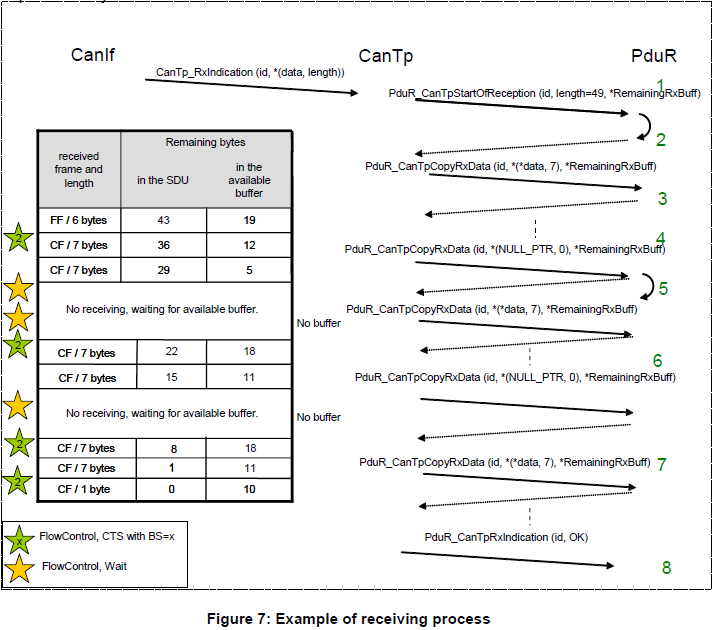 CanIf
CanTp
PduR
CanTp_RxIndication (id, *(data, length))
PduR_CanTpStartOfReception (id, length=49, *RemainingRxBuff)
1
2
PduR_CanTpCopyRxData (id, *(*data, 7), *RemainingRxBuff)
3
4
PduR_CanTpCopyRxData (id, *(NULL_PTR, 0), *RemainingRxBuff)
5
PduR_CanTpCopyRxData (id, *(*data, 7), *RemainingRxBuff)
6
PduR_CanTpCopyRxData (id, *(NULL_PTR, 0), *RemainingRxBuff)
7
PduR_CanTpCopyRxData (id, *(*data, 7), *RemainingRxBuff)
PduR_CanTpRxIndication (id, OK)
8
received
frame and
length
Remaining bytes
in the SDU
in the
available
buffer
FF / 6 bytes 43 19
2
CF / 7 bytes 36 12
CF / 7 bytes 29 5
No receiving, waiting for available buffer.
No buffer
2
CF / 7 bytes 22 18
CF / 7 bytes 15 11
No receiving, waiting for available buffer.
No buffer
2
CF / 7 bytes 8 18
CF / 7 bytes 1 11
2
CF / 1 byte 0 10
x
FlowControl, CTS with BS=x
FlowControl, Wait
Figure 7: Example of receiving process